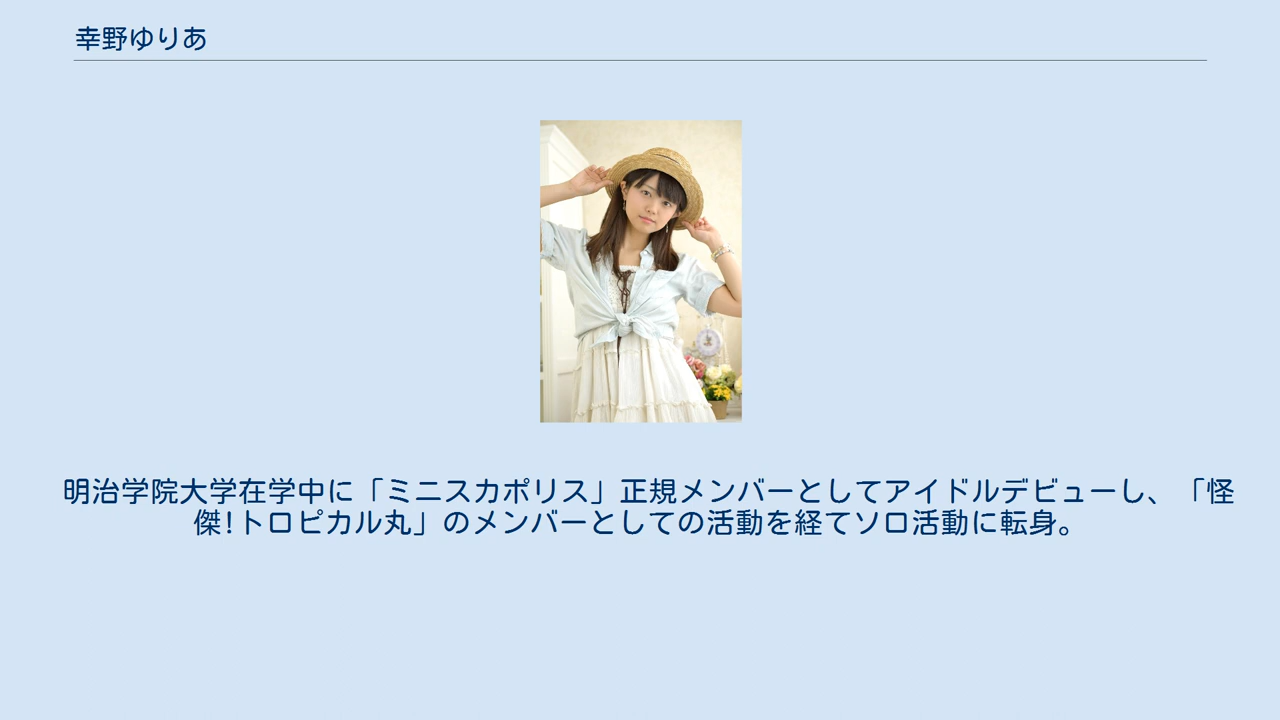 幸野ゆりあ
明治学院大学在学中に「ミニスカポリス」正規メンバーとしてアイドルデビューし、「怪
傑!トロピカル丸」のメンバーとしての活動を経てソロ活動に転身。